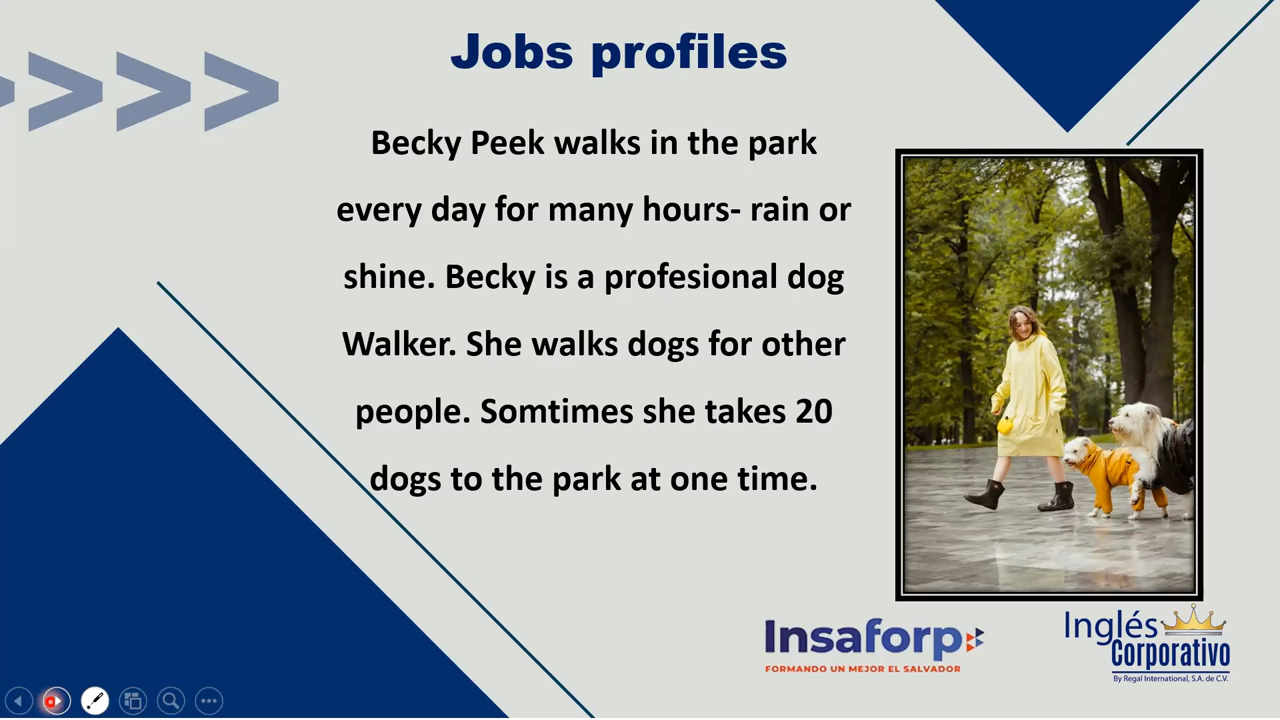 Jobs profiles
Becky Peek walks in the park
every day for many hours- rain or
shine. Becky is a profesional dog
Walker. She walks dogs for other
people. Somtimes she takes 20
dogs to the park at one time.
Insaforp
FORMANDO UN MEJOR EL SALVADOR
Inglés
Corporativo
By Regal International, S.A. de C.V.